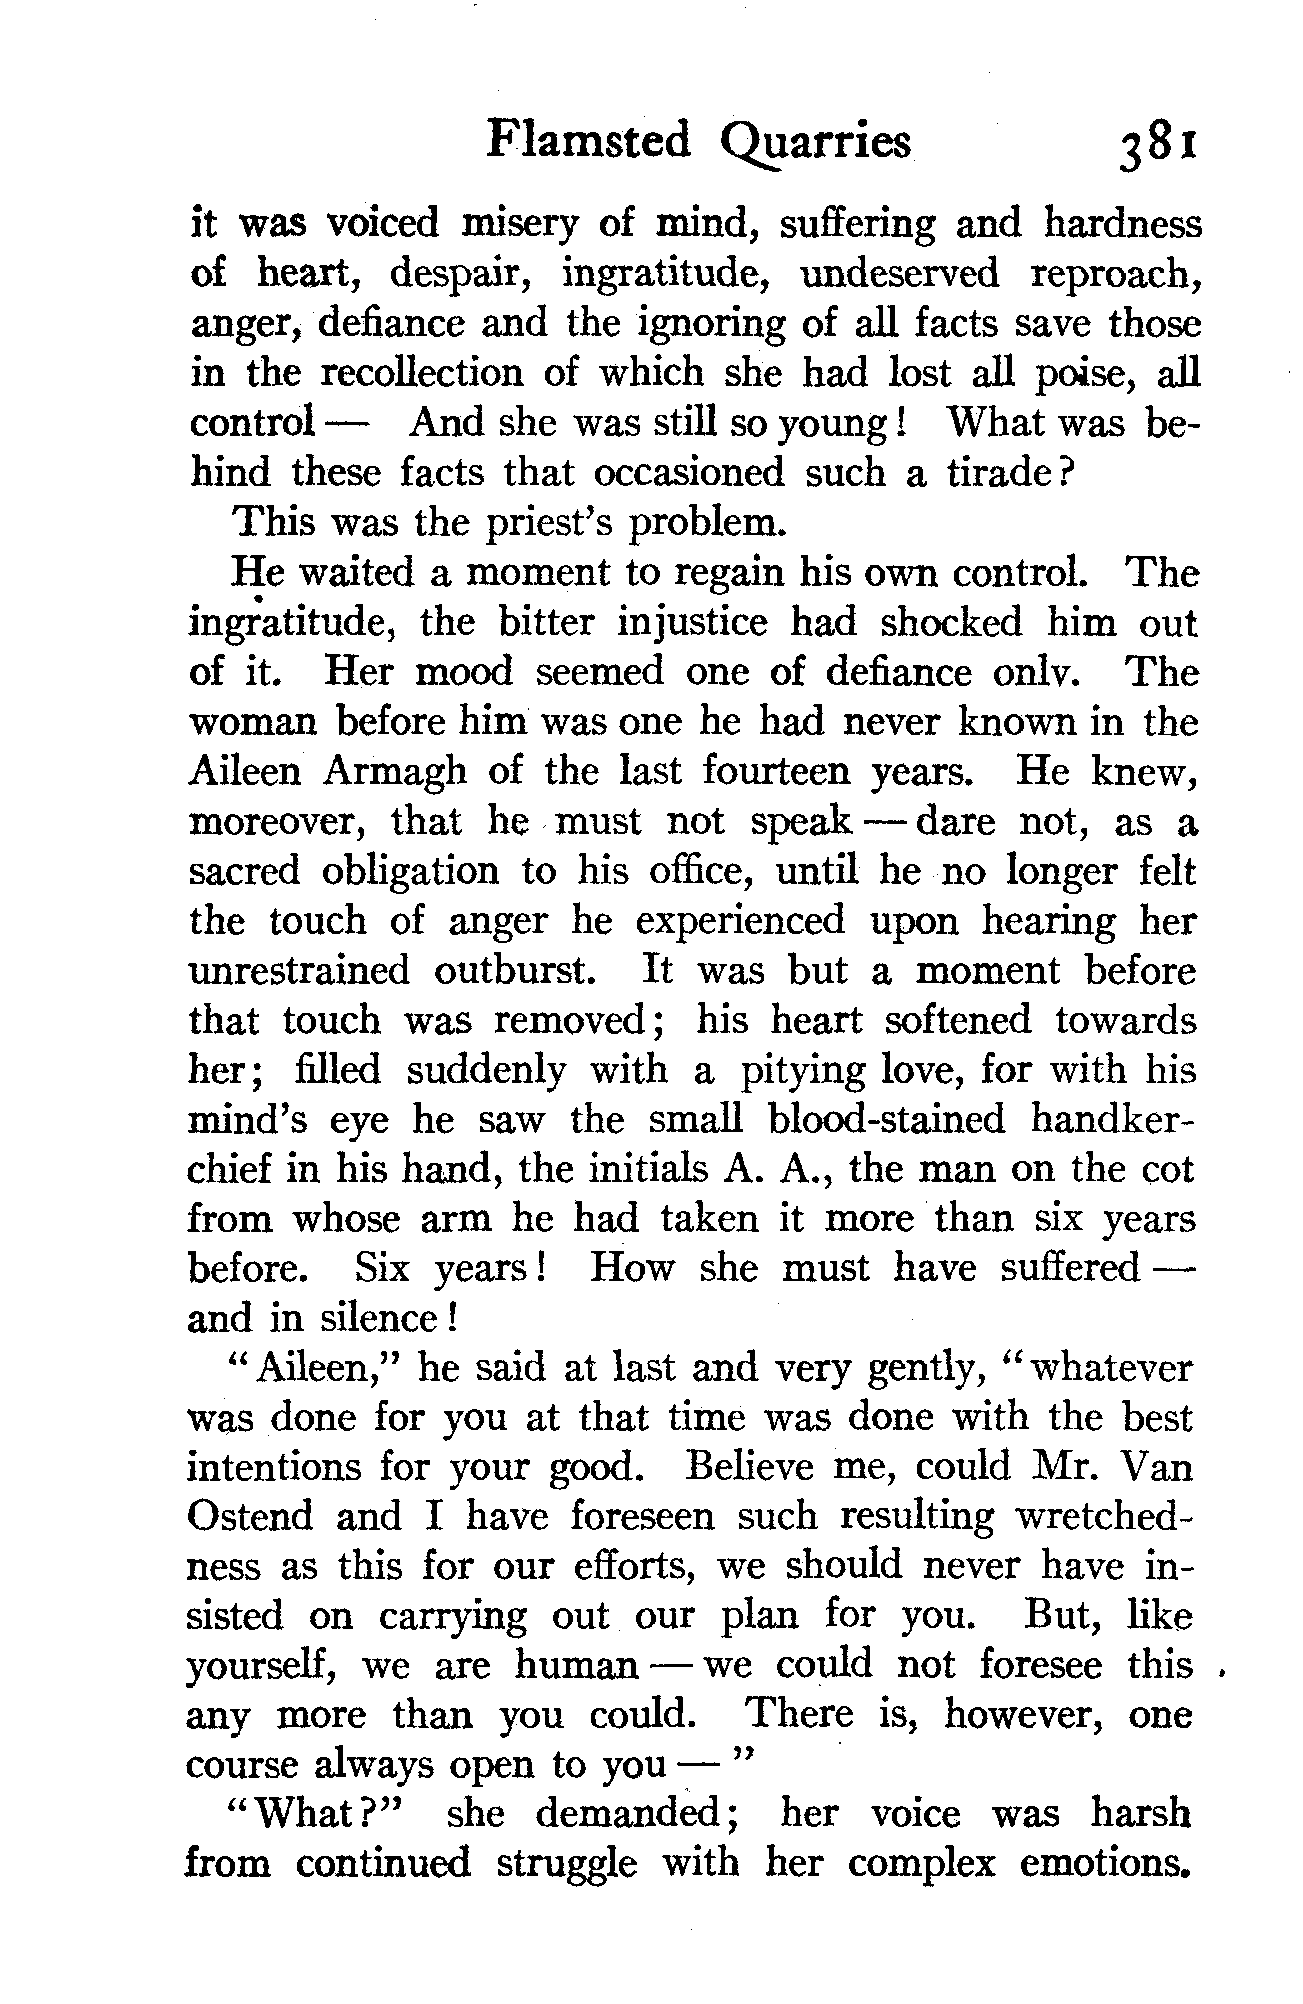 Flamsted Quarries 381
it was voiced misery of mind, suffering and hardness
of heart, despair, ingratitude, undeserved reproach,
anger, defiance and the ignoring of all facts save those
in the recollection of which she had lost all poise, all
control — And she was still so young! What was be-
hind these facts that occasioned such a tirade?
This was the priest's problem.
He waited a moment to regain his own control. The
ingratitude, the bitter injustice had shocked him out
of it. Her mood seemed one of defiance only. The
woman before him was one he had never known in the
Aileen Armagh of the last fourteen years. He knew,
moreover, that he must not speak — dare not, as a
sacred obligation to his office, until he no longer felt
the touch of anger he experienced upon hearing her
unrestrained outburst. It was but a moment before
that touch was removed; his heart softened towards
her; filled suddenly with a pitying love, for with his
mind's eye he saw the small blood-stained handker-
chief in his hand, the initials A. A., the man on the cot
from whose arm he had taken it more than six years
before. Six years! How she must have suffered —
and in silence!
"Aileen," he said at last and very gently, "whatever
was done for you at that time was done with the best
intentions for your good. Believe me, could Mr. Van
Ostend and I have foreseen such resulting wretched-
ness as this for our efforts, we should never have in-
sisted on carrying out our plan for you. But, like
yourself, we are human — we could not foresee this
any more than you could. There is, however, one
course always open to you — "
"What?" she demanded; her voice was harsh
from continued struggle with her complex emotions.